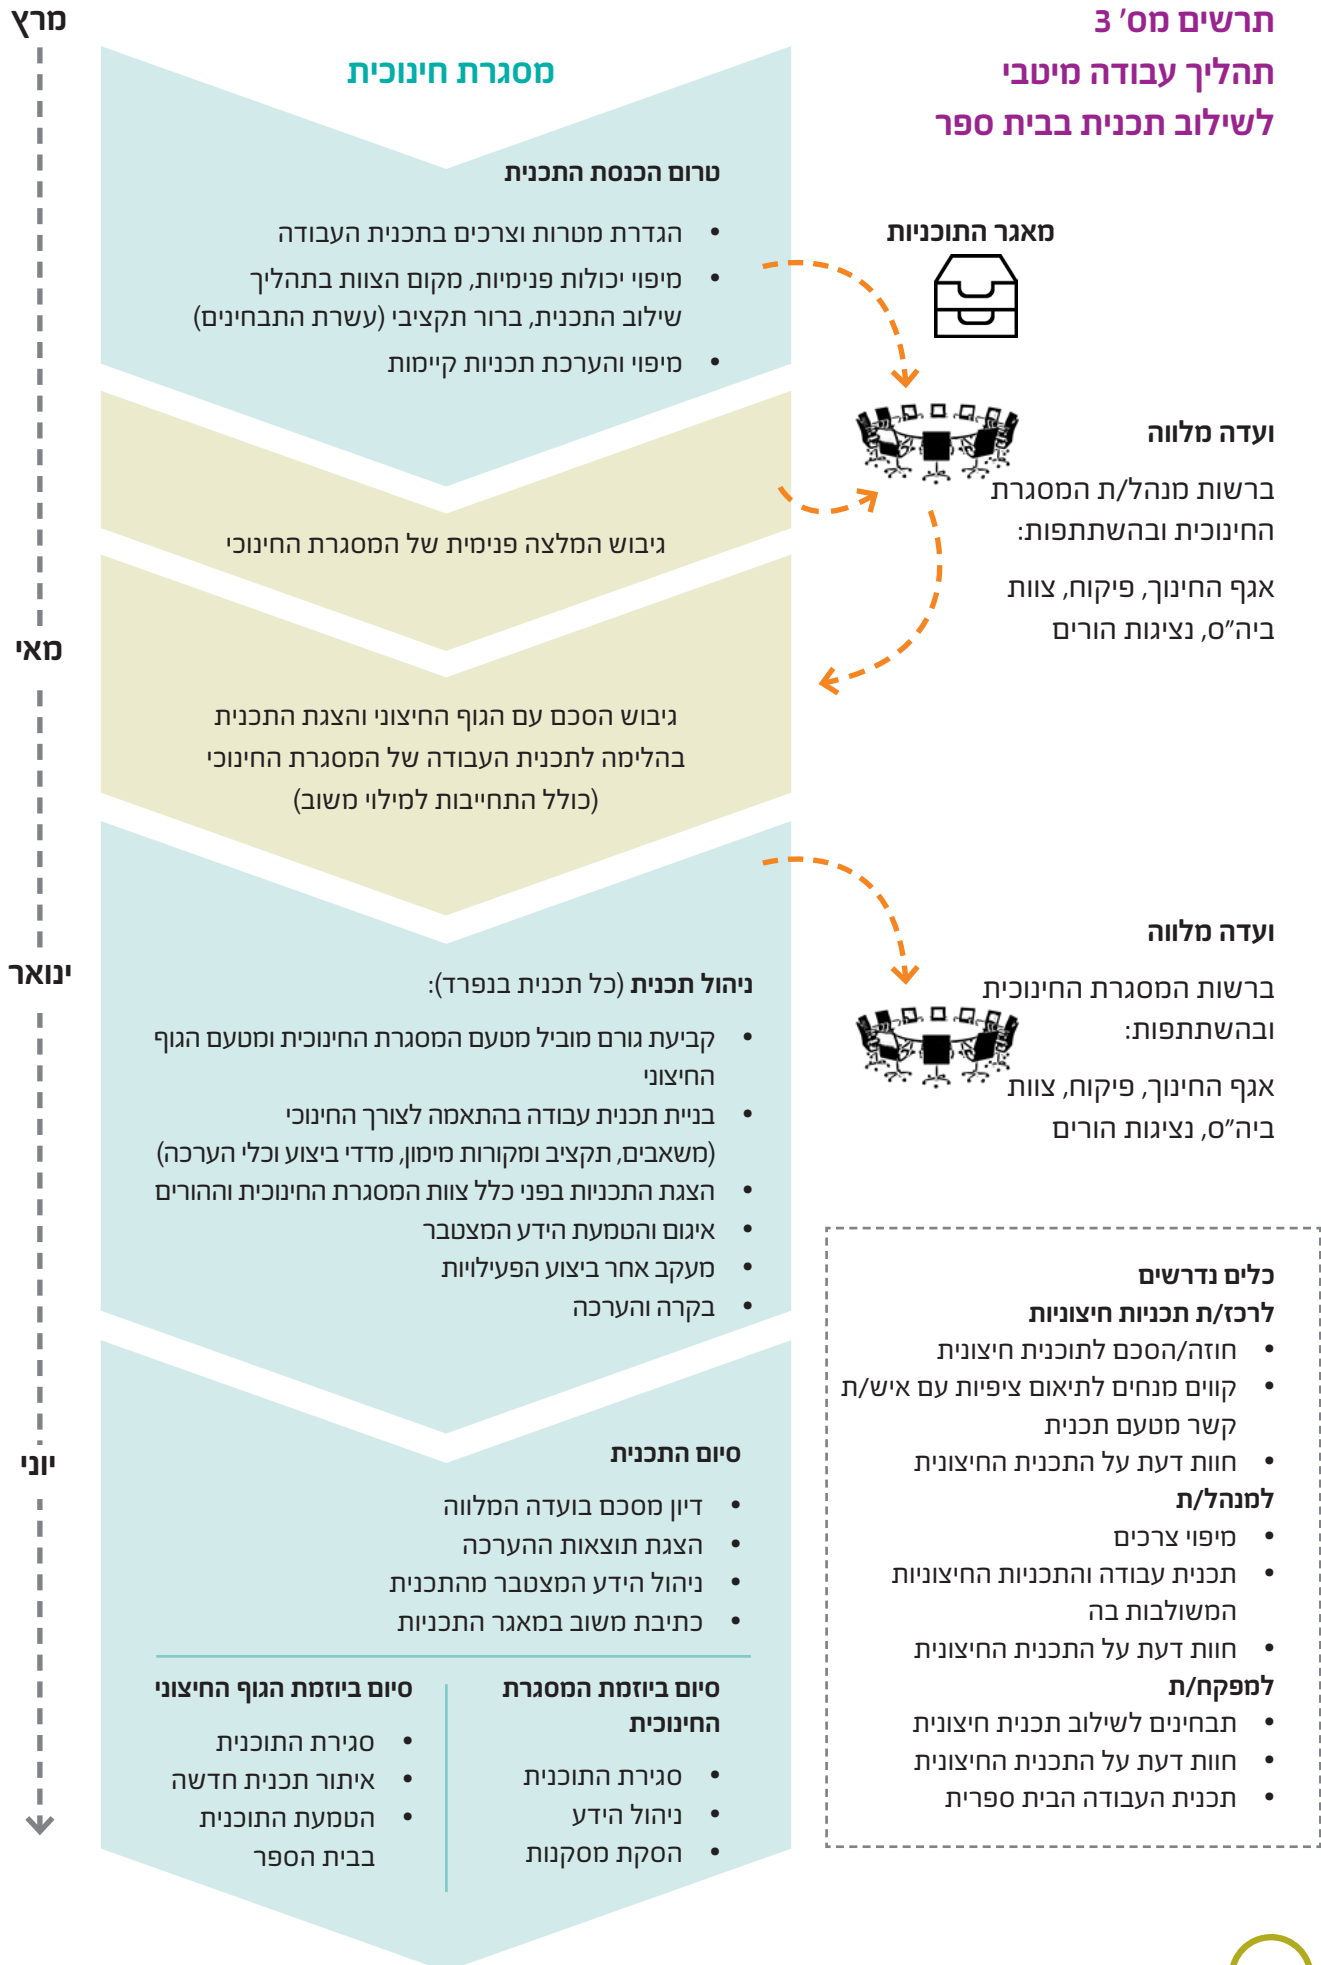 תרשים מס' 3
תהליך עבודה מיטבי
לשילוב תכנית בבית ספר
מסגרת חינוכית
מרץ
טרום הכנסת התכנית
• הגדרת מטרות וצרכים בתכנית העבודה
• מיפוי יכולות פנימיות, מקום הצוות בתהליך
שילוב התכנית, ברור תקציבי (עשרת התבחינים)
• מיפוי והערכת תכניות קיימות
מאגר התוכניות
ועדה מלווה
ברשות מנהל/ת המסגרת
החינוכית ובהשתתפות:
אגף החינוך, פיקוח, צוות
ביה"ס, נציגות הורים
גיבוש המלצה פנימית של המסגרת החינוכי
מאי
גיבוש הסכם עם הגוף החיצוני והצגת התכנית
בהלימה לתכנית העבודה של המסגרת החינוכי
(כולל התחייבות למילוי משוב)
ועדה מלווה
ברשות המסגרת החינוכית
ובהשתתפות:
אגף החינוך, פיקוח, צוות
ביה"ס, נציגות הורים
ינואר
ניהול תכנית (כל תכנית בנפרד):
• קביעת גורם מוביל מטעם המסגרת החינוכית ומטעם הגוף
החיצוני
• בניית תכנית עבודה בהתאמה לצורך החינוכי
(משאבים, תקציב ומקורות מימון, מדדי ביצוע וכלי הערכה)
• הצגת התכניות בפני כלל צוות המסגרת החינוכית וההורים
• איגום והטמעת הידע המצטבר
• מעקב אחר ביצוע הפעילויות
• בקרה והערכה
כלים נדרשים
לרכז/ת תכניות חיצוניות
• חוזה/הסכם לתוכנית חיצונית
• קווים מנחים לתיאום ציפיות עם איש/ת
קשר מטעם תכנית
• חוות דעת על התכנית החיצונית
למנהל/ת
• מיפוי צרכים
• תכנית עבודה והתכניות החיצוניות
המשולבות בה
• חוות דעת על התכנית החיצונית
למפקח/ת
• תבחינים לשילוב תכנית חיצונית
• חוות דעת על התכנית החיצונית
• תכנית העבודה הבית ספרית
יוני
סיום התכנית
• דיון מסכם בועדה המלווה
• הצגת תוצאות ההערכה
• ניהול הידע המצטבר מהתכנית
• כתיבת משוב במאגר התכניות
סיום ביוזמת המסגרת
החינוכית
• סגירת התוכנית
• ניהול הידע
• הסקת מסקנות
סיום ביוזמת הגוף החיצוני
• סגירת התוכנית
• איתור תכנית חדשה
• הטמעת התוכנית
בבית הספר